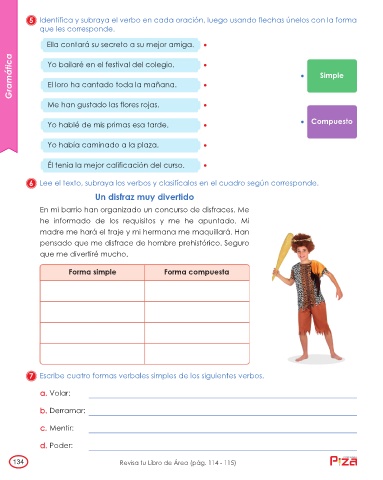 Gramática
5 Identifica y subraya el verbo en cada oración, luego usando flechas únelos con la forma
que les corresponde.
Ella contará su secreto a su mejor amiga.
Yo bailaré en el festival del colegio.
El loro ha cantado toda la mañana.
Me han gustado las flores rojas.
Yo hablé de mis primas esa tarde.
Yo había caminado a la plaza.
Él tenía la mejor calificación del curso.
Simple
Compuesto
6 Lee el texto, subraya los verbos y clasifícalos en el cuadro según corresponde.
Un disfraz muy divertido
En mi barrio han organizado un concurso de disfraces. Me
he informado de los requisitos y me he apuntado. Mi
madre me hará el traje y mi hermana me maquillará. Han
pensado que me disfrace de hombre prehistórico. Seguro
que me divertiré mucho.
Forma simple Forma compuesta
7 Escribe cuatro formas verbales simples de los siguientes verbos.
a. Volar:
b. Derramar:
c. Mentir:
d. Poder:
134 Revisa tu Libro de Área (pág. 114 - 115)